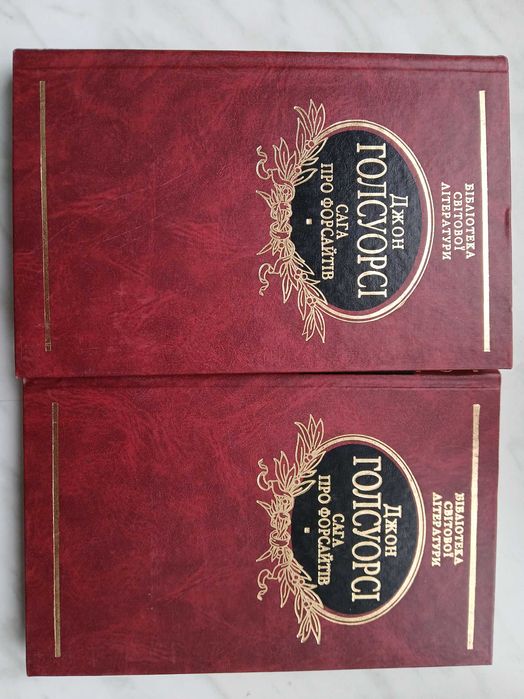 БІБЛІОТЕКА
СВІТОВОЇ
ЛІТЕРАТУРИ
Джон
ГОЛСУОРСІ
САГА
ПРО ФОРСАЙТІВ
БІБЛІОТЕКА
СВІТОВОЇ
ЛІТЕРАТУРИ
Джон
ГОЛСУОРСІ
САГА
ПРО ФОРСАЙТІВ